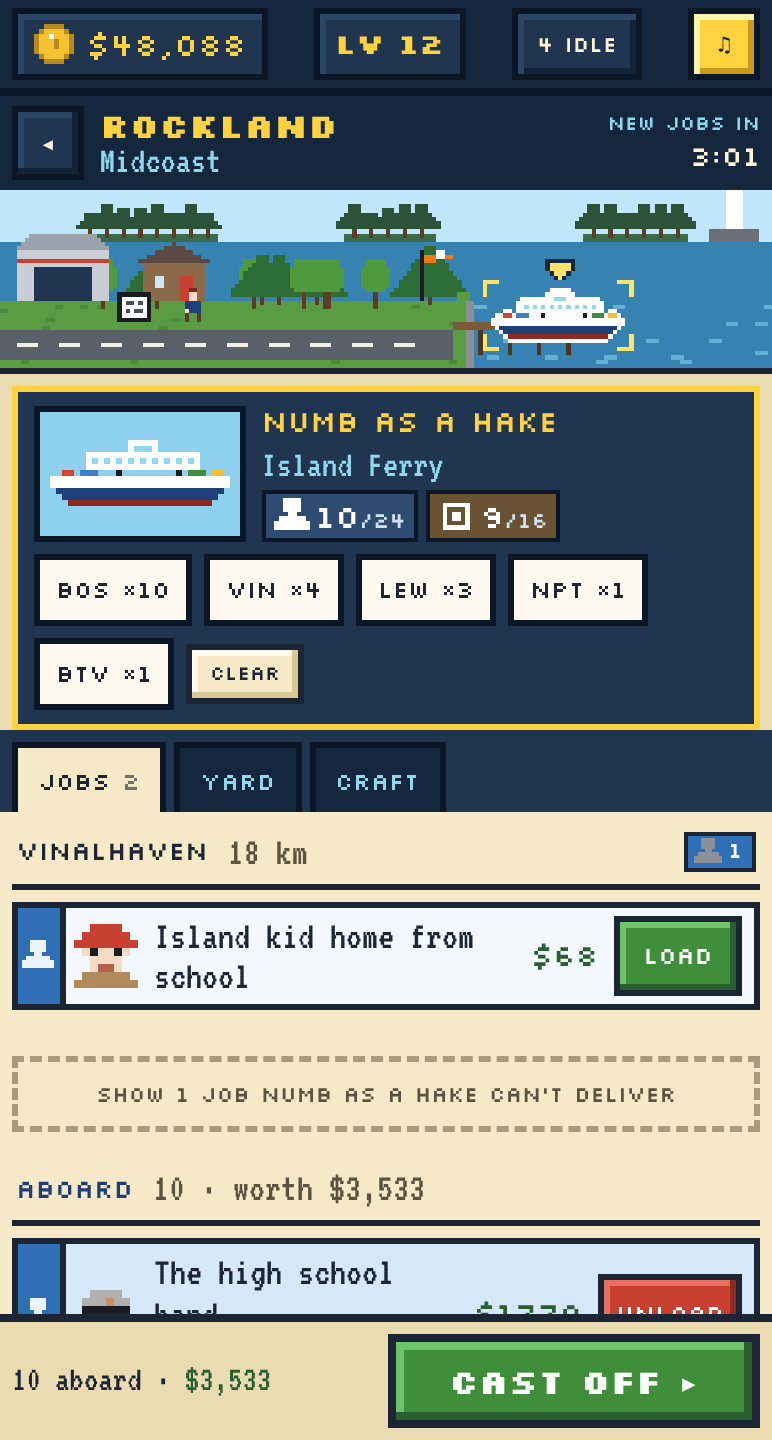 $48,088
LV 12
4 IDLE
♫
◂
ROCKLAND
Midcoast
NEW JOBS IN
3:01
NUMB AS A HAKE
Island Ferry
10/24
9/16
BOS ×10
VIN ×4
LEW ×3
NPT ×1
BTV ×1
CLEAR
JOBS 2
YARD
CRAFT
VINALHAVEN 18 km
1
Island kid home from
school
$68
LOAD
SHOW 1 JOB NUMB AS A HAKE CAN'T DELIVER
ABOARD 10 · worth $3,533
The high school
band
UNLOAD
10 aboard · $3,533
CAST OFF ▸